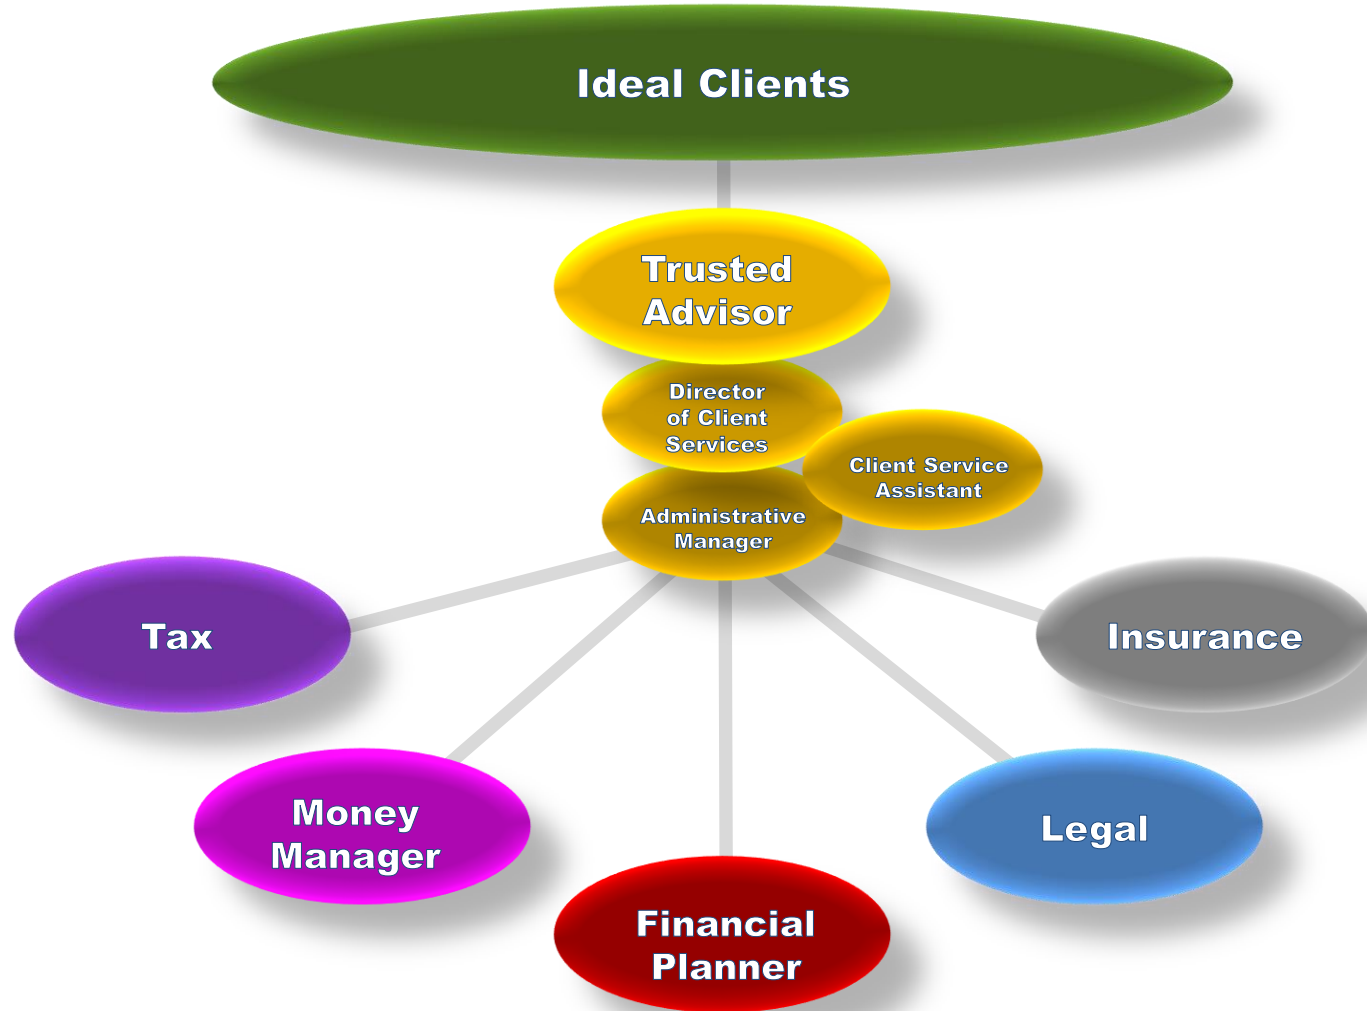 Ideal Clients
Trusted
Advisor
Director
of Client
Services
Client Service
Assistant
Administrative
Manager
Tax
Insurance
Money
Manager
Legal
Financial
Planner